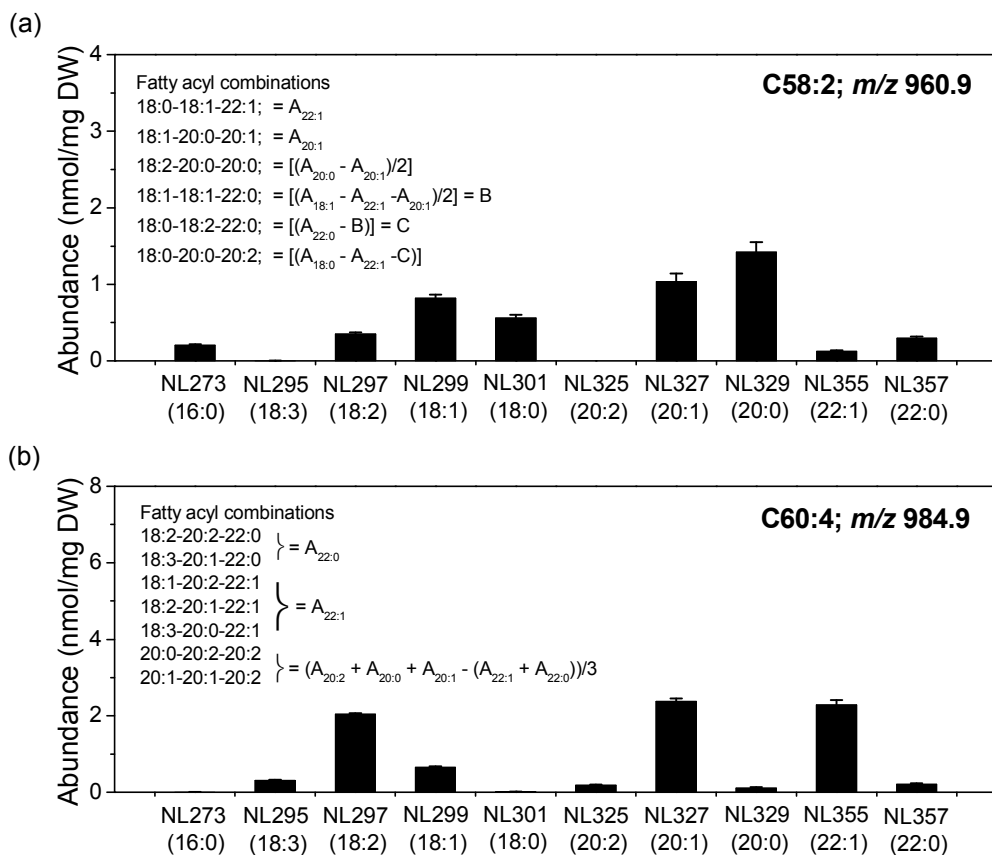 (a)
Abundance (nmol/mg DW)
4
3
2
1
0
Fatty acyl combinations
18:0-18:1-22:1; = A22:1
18:1-20:0-20:1; = A20:1
18:2-20:0-20:0; = [(A20:0 - A20:1)/2]
18:1-18:1-22:0; = [(A18:1 - A22:1 -A20:1)/2] = B
18:0-18:2-22:0; = [(A22:0 - B)] = C
18:0-20:0-20:2; = [(A18:0 - A22:1 -C)]
C58:2; m/z 960.9
NL273 NL295 NL297 NL299 NL301 NL325 NL327 NL329 NL355 NL357
(16:0) (18:3) (18:2) (18:1) (18:0) (20:2) (20:1) (20:0) (22:1) (22:0)
(b)
Abundance (nmol/mg DW)
8
6
4
2
0
Fatty acyl combinations
18:2-20:2-22:0
18:3-20:1-22:0
} = A22:0
18:1-20:2-22:1
18:2-20:1-22:1
18:3-20:0-22:1
} = A22:1
20:0-20:2-20:2
20:1-20:1-20:2
} = (A20:2 + A20:0 + A20:1 - (A22:1 + A22:0))/3
C60:4; m/z 984.9
NL273 NL295 NL297 NL299 NL301 NL325 NL327 NL329 NL355 NL357
(16:0) (18:3) (18:2) (18:1) (18:0) (20:2) (20:1) (20:0) (22:1) (22:0)